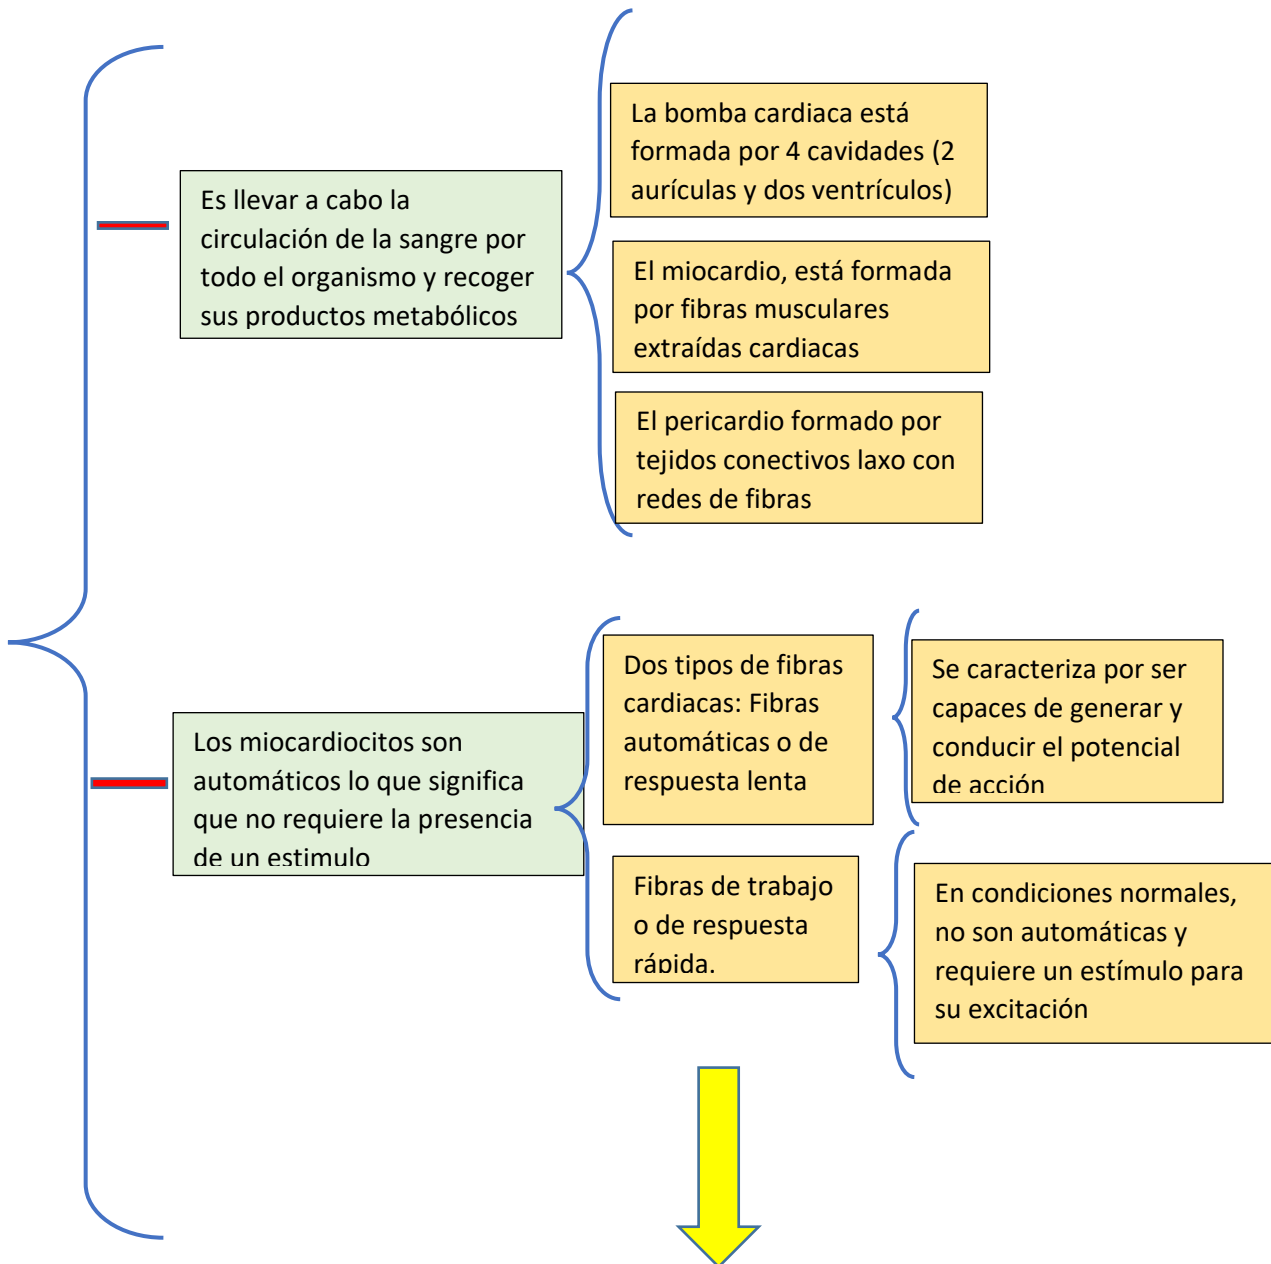 Es llevar a cabo la
circulación de la sangre por
todo el organismo y recoger
sus productos metabólicos
La bomba cardiaca está
formada por 4 cavidades (2
aurículas y dos ventrículos)
El miocardio, está formada
por fibras musculares
extraídas cardiacas
El pericardio formado por
tejidos conectivos laxo con
redes de fibras
Los miocardiocitos son
automáticos lo que significa
que no requiere la presencia
de un estimulo
Dos tipos de fibras
cardiacas: Fibras
automáticas o de
respuesta lenta
Se caracteriza por ser
capaces de generar y
conducir el potencial
de acción
Fibras de trabajo
o de respuesta
rápida.
En condiciones normales,
no son automáticas y
requiere un estímulo para
su excitación